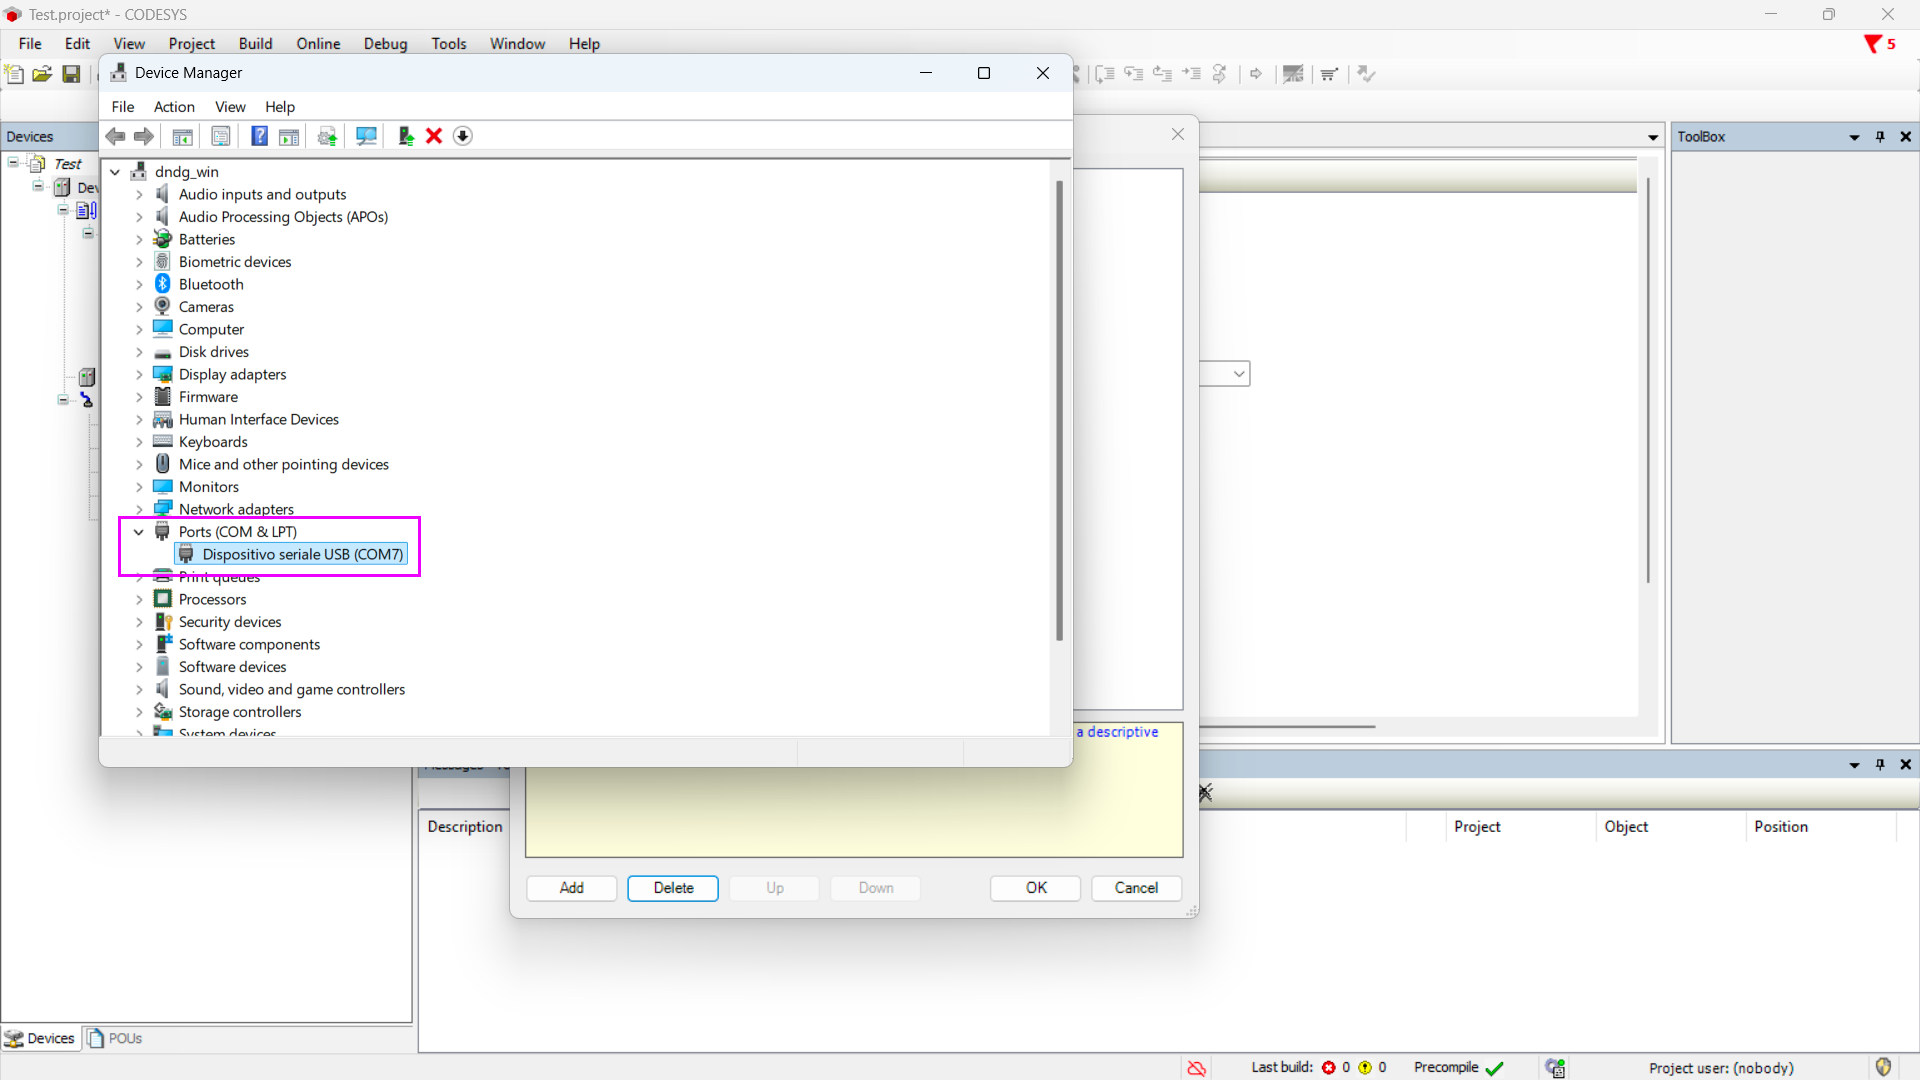 Test.project* - CODESYS
File Edit View Project Build Online Debug Tools Window Help
5
Device Manager
File Action View Help
Devices
ToolBox
Test
Dev
dndg_win
Audio inputs and outputs
Audio Processing Objects (APOs)
Batteries
Biometric devices
Bluetooth
Cameras
Computer
Disk drives
Display adapters
Firmware
Human Interface Devices
Keyboards
Mice and other pointing devices
Monitors
Network adapters
Ports (COM & LPT)
Dispositivo seriale USB (COM7)
Print queues
Processors
Security devices
Software components
Software devices
Sound, video and game controllers
Storage controllers
System devices
a descriptive
Description Project Object Position
Add Delete Up Down OK Cancel
Devices POUs
Last build: 0 0 Precompile Project user: (nobody)